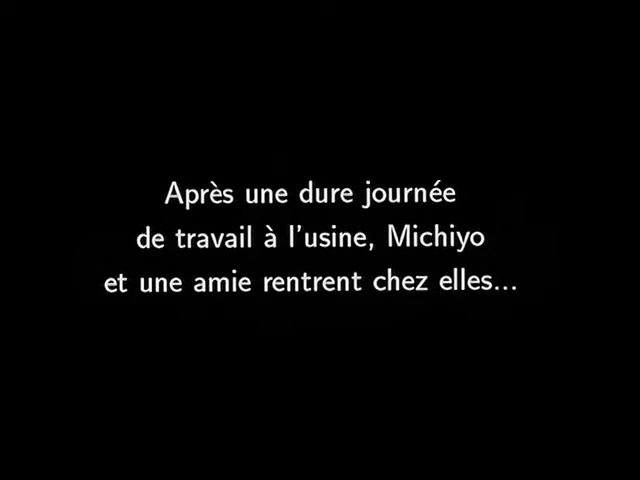 Après une dure journée
de travail à l'usine, Michiyo
et une amie rentrent chez elles...